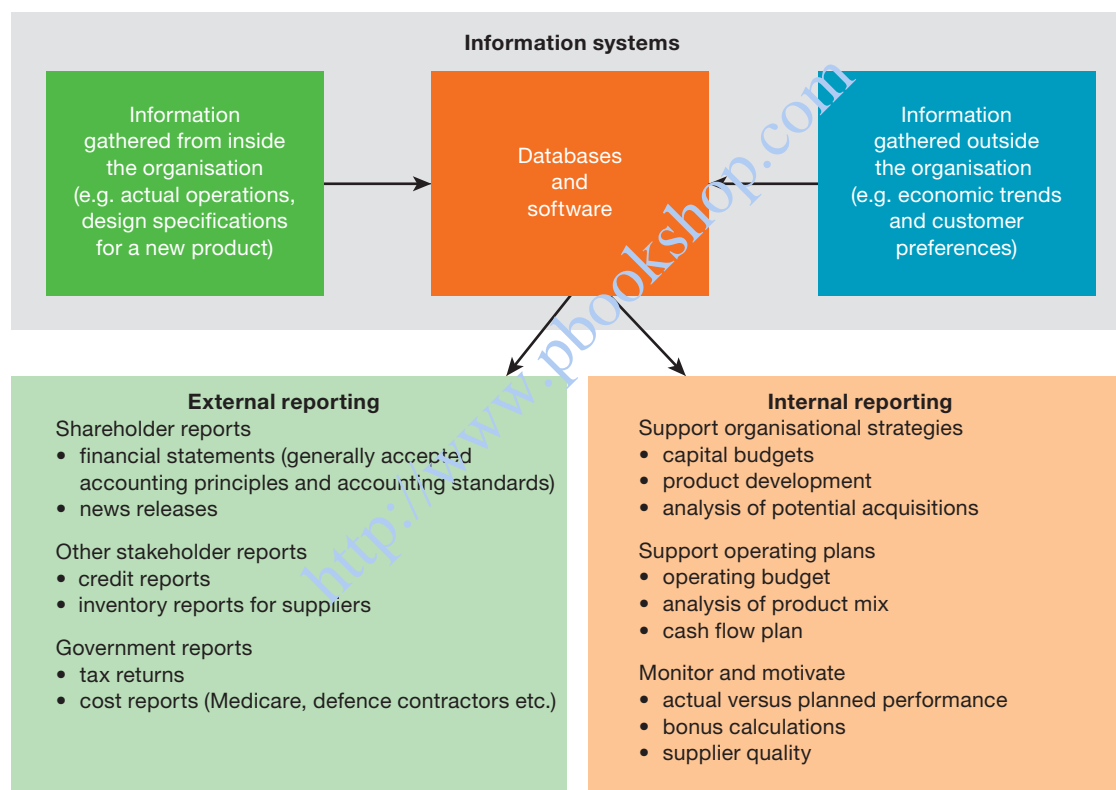 Information systems
Information
gathered from inside
the organisation
(e.g. actual operations,
design specifications
for a new product)
Databases
and
software
Information
gathered outside
the organisation
(e.g. economic trends
and customer
preferences)
External reporting
Shareholder reports
• financial statements (generally accepted
accounting principles and accounting standards)
• news releases
Other stakeholder reports
• credit reports
• inventory reports for suppliers
Government reports
• tax returns
• cost reports (Medicare, defence contractors etc.)
Internal reporting
Support organisational strategies
• capital budgets
• product development
• analysis of potential acquisitions
Support operating plans
• operating budget
• analysis of product mix
• cash flow plan
Monitor and motivate
• actual versus planned performance
• bonus calculations
• supplier quality
http://www.pbookshop.com